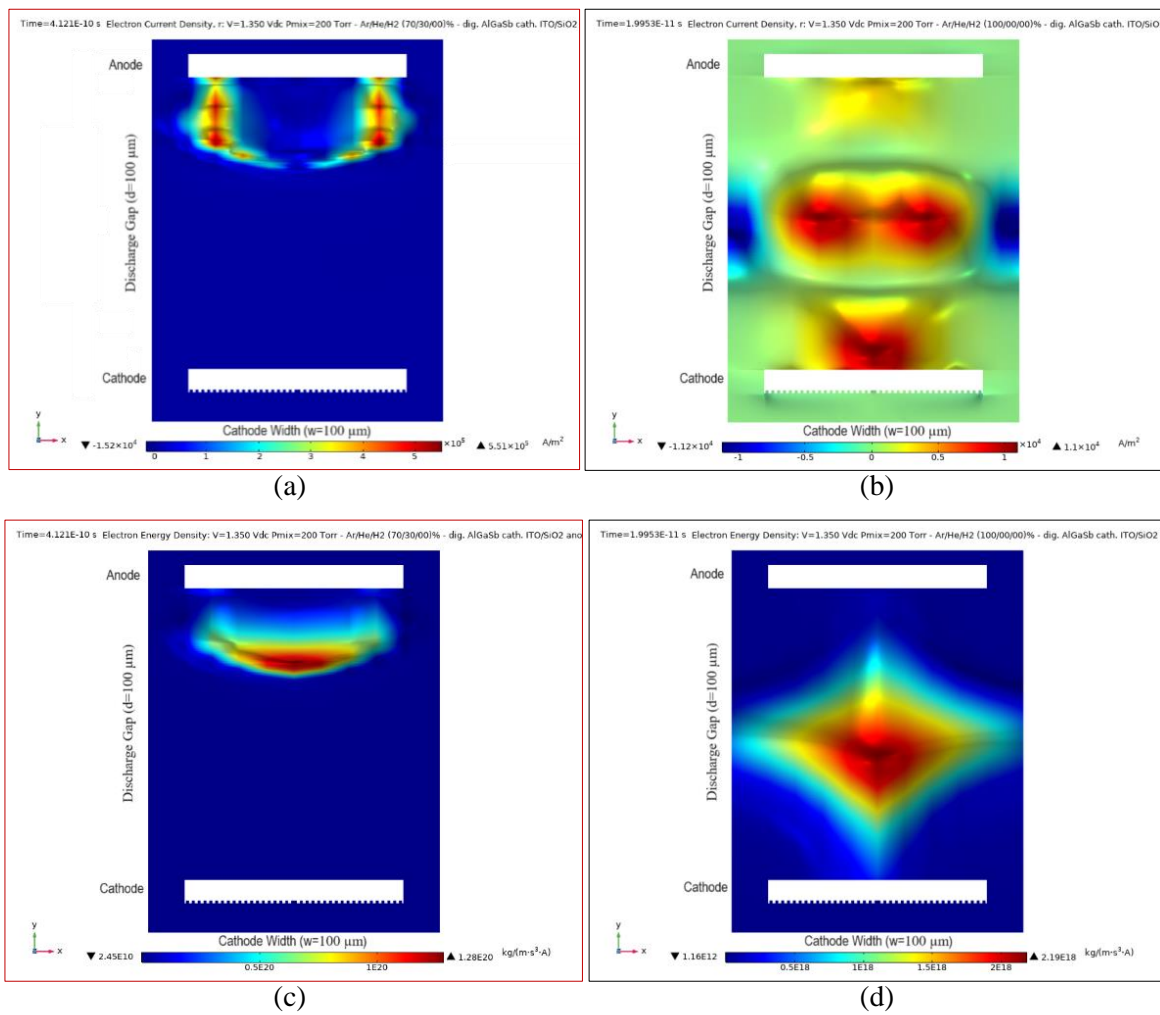 Time=4.121E-10 s Electron Current Density, r: V=1.350 Vdc Pmix=200 Torr - Ar/He/H2 (70/30/00)% - dig. AlGaSb cath. ITO/SiO2
Anode
Discharge Gap (d=100 μm)
Cathode
y
x
Cathode Width (w=100 μm)
▼ -1.52×10⁴ 0 1 2 3 4 5 ▲ A/m²
(a)
Time=1.9953E-11 s Electron Current Density, r: V=1.350 Vdc Pmix=200 Torr - Ar/He/H2 (100/00/00)% - dig. AlGaSb cath. ITO/SiO
Anode
Discharge Gap (d=100 μm)
Cathode
y
x
Cathode Width (w=100 μm)
▼ -1.12×10⁴ -1 -0.5 0 0.5 1 ×10⁴ ▲ 1.1×10⁴ A/m²
(b)
Time=4.121E-10 s Electron Energy Density: V=1.350 Vdc Pmix=200 Torr - Ar/He/H2 (70/30/00)% - dig. AlGaSb cath. ITO/SiO2 ano
Anode
Discharge Gap (d=100 μm)
Cathode
y
x
Cathode Width (w=100 μm)
▼ 2.45E10 0.5E20 1E20 ▲ 1.28E20 kg/(m·s³·A)
(c)
Time=1.9953E-11 s Electron Energy Density: V=1.350 Vdc Pmix=200 Torr - Ar/He/H2 (100/00/00)% - dig. AlGaSb cath. ITO/SiO2
Anode
Discharge Gap (d=100 μm)
Cathode
y
x
Cathode Width (w=100 μm)
▼ 1.16E12 0.5E18 1E18 1.5E18 2E18 ▲ 2.19E18 kg/(m·s³·A)
(d)